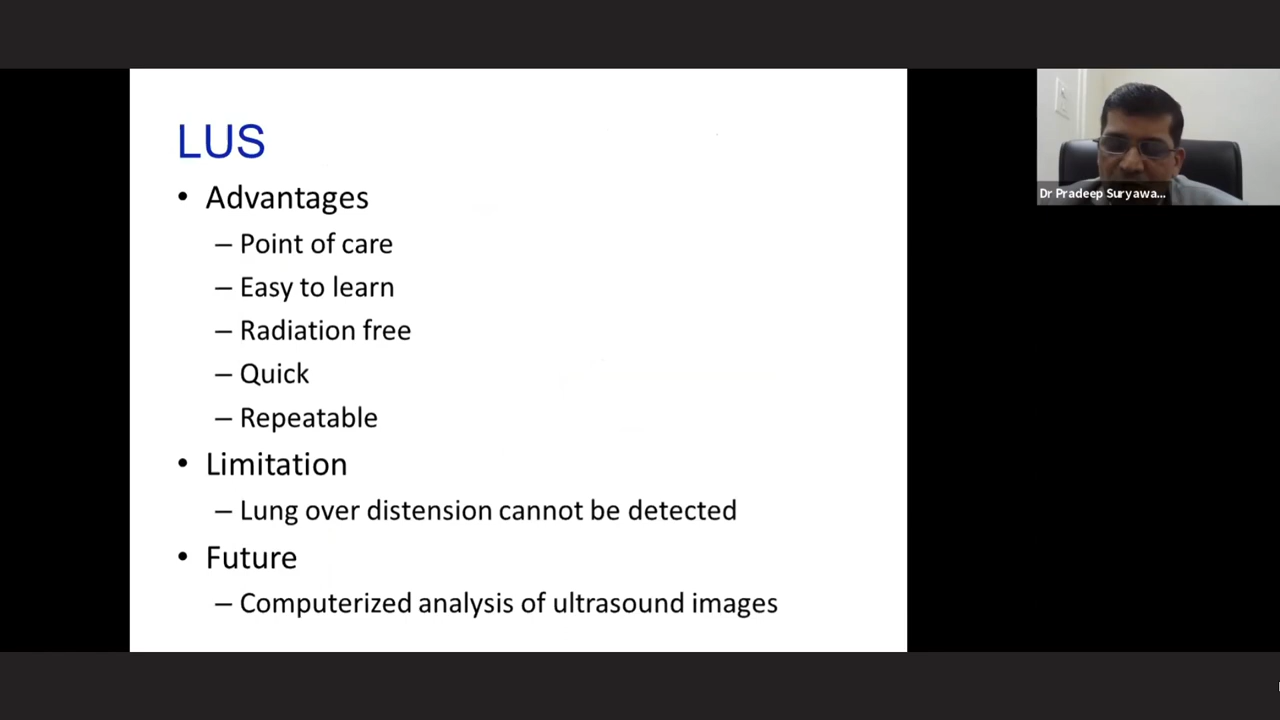 LUS
• Advantages
– Point of care
– Easy to learn
– Radiation free
– Quick
– Repeatable
• Limitation
– Lung over distension cannot be detected
• Future
– Computerized analysis of ultrasound images
Dr Pradeep Suryawa...